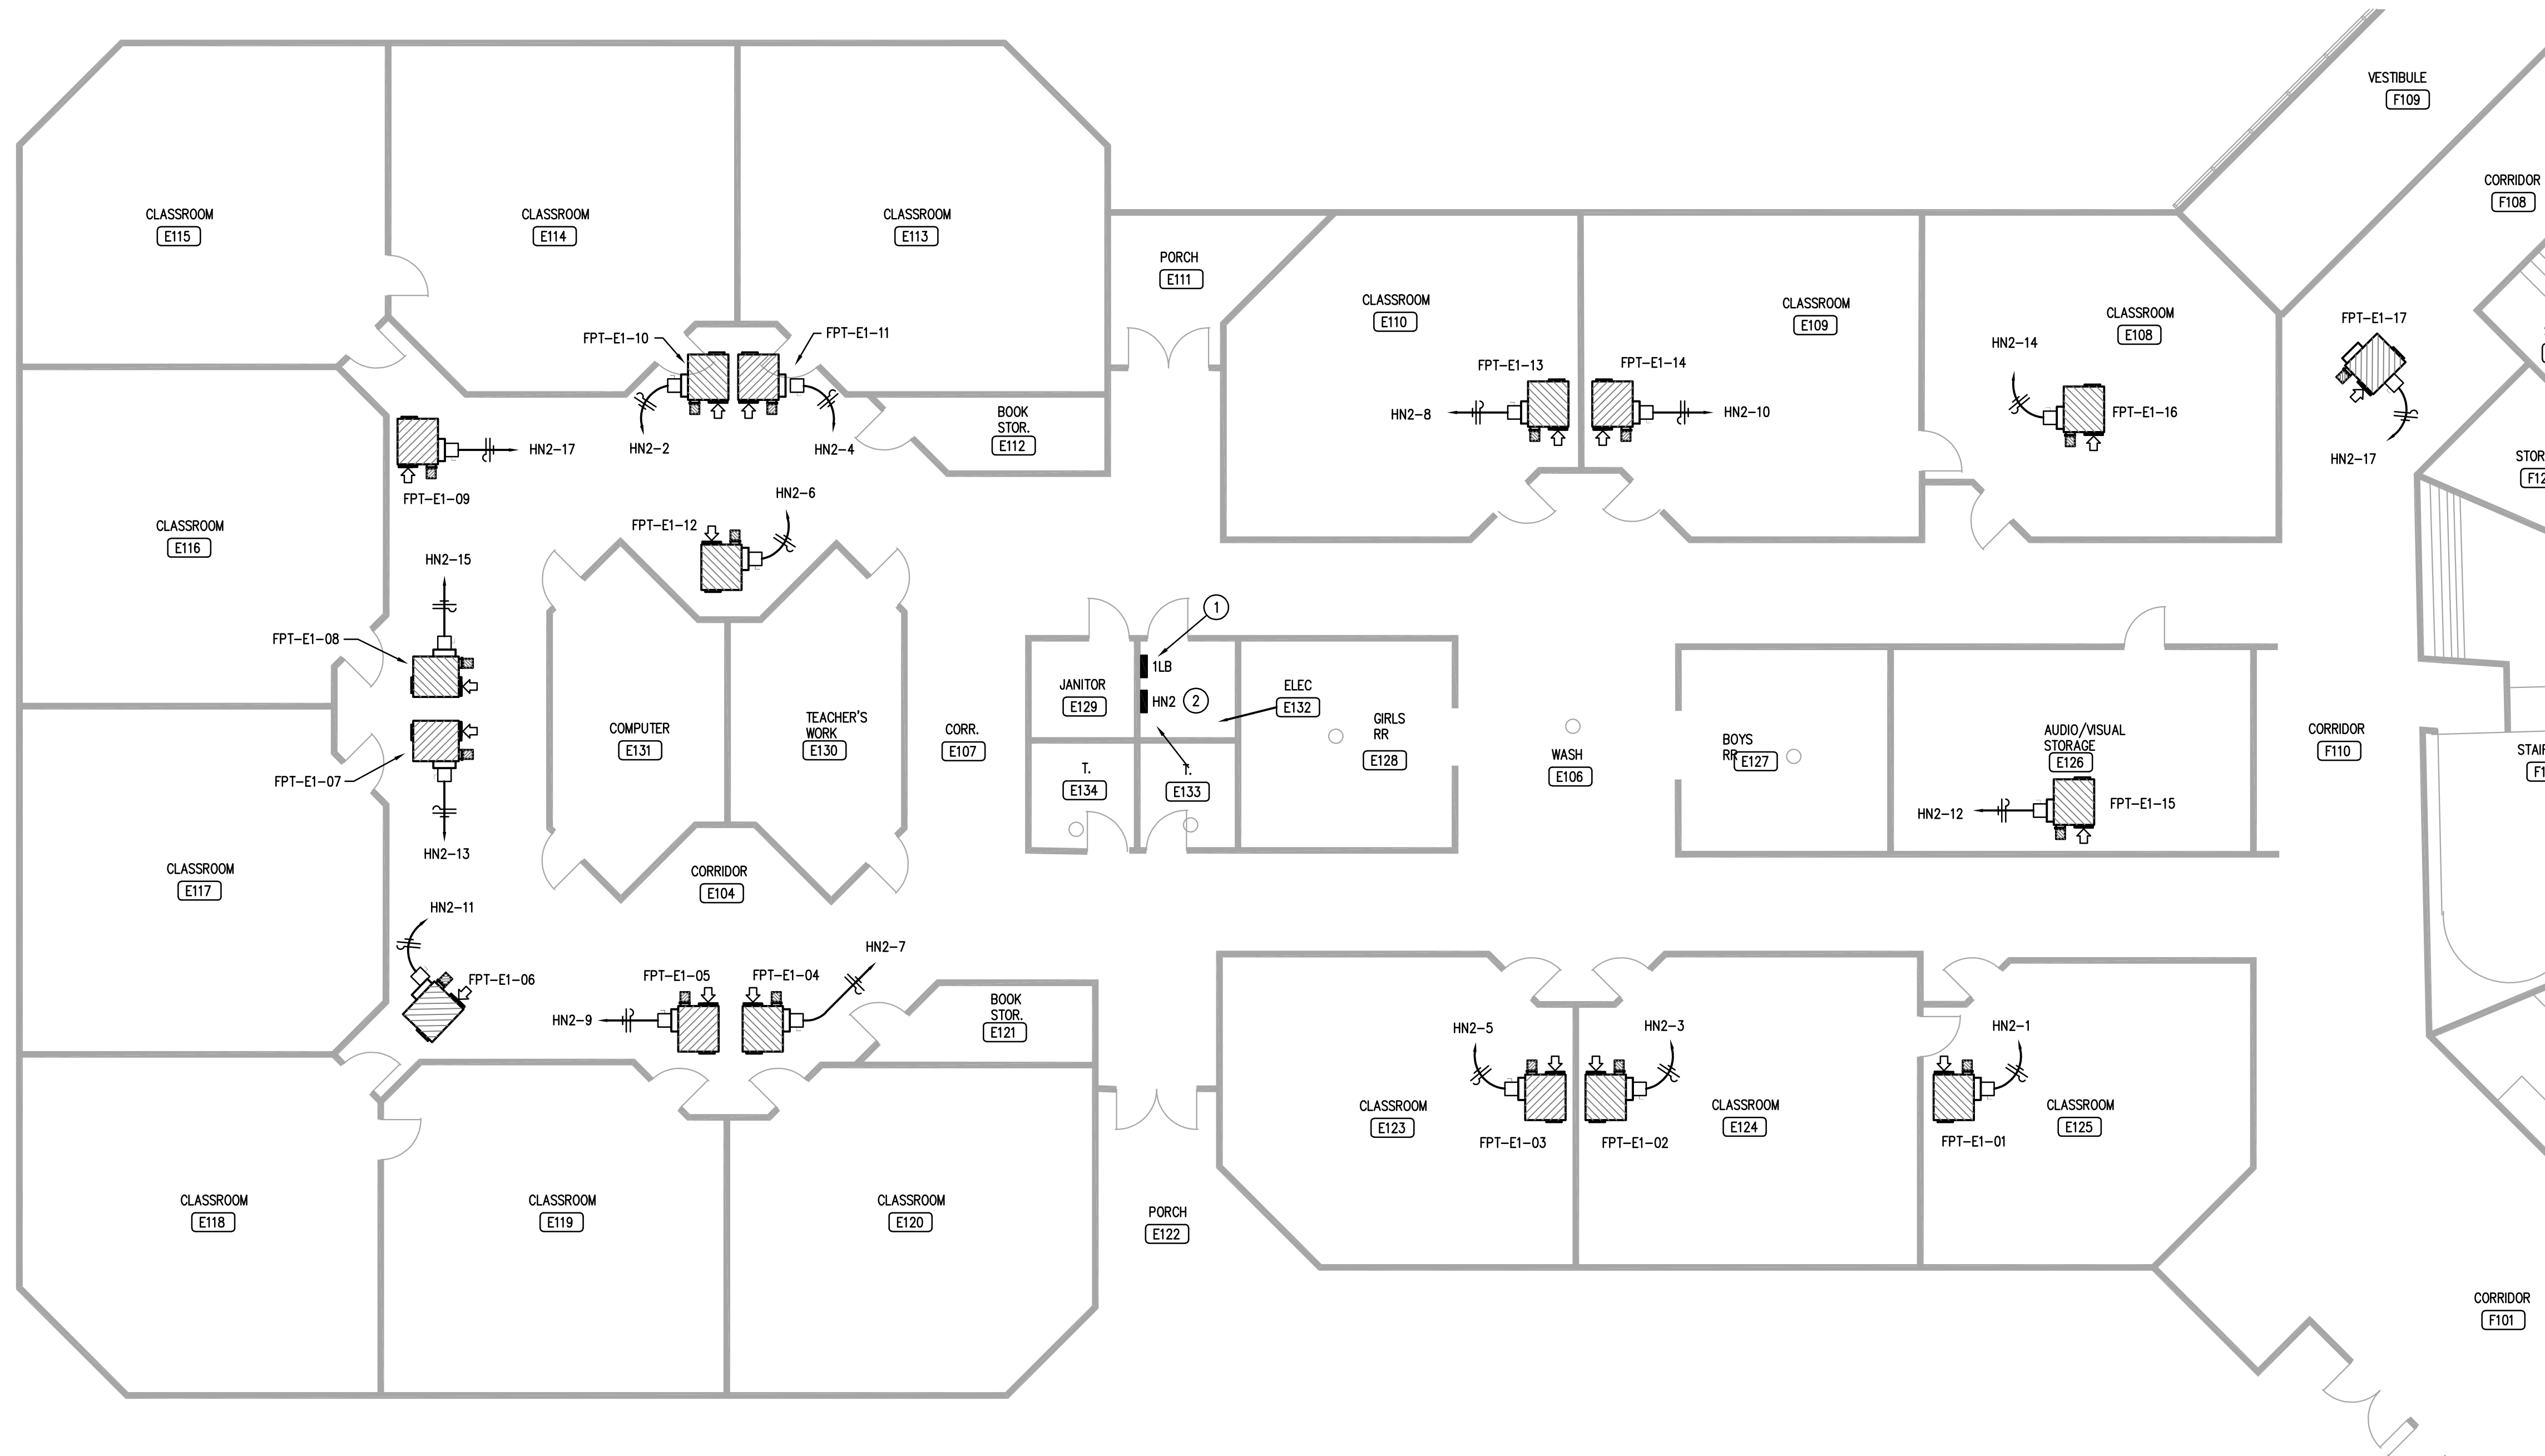 VESTIBULE
F109
CORRIDOR
F108
CLASSROOM
E115
CLASSROOM
E114
CLASSROOM
E113
PORCH
E111
CLASSROOM
E110
CLASSROOM
E109
CLASSROOM
E108
FPT-E1-17
HN2-17
FPT-E1-10
FPT-E1-11
HN2-2
HN2-4
HN2-14
FPT-E1-13
FPT-E1-14
HN2-8
HN2-10
FPT-E1-16
BOOK
STOR.
E112
HN2-17
FPT-E1-09
CLASSROOM
E116
HN2-6
FPT-E1-12
HN2-15
FPT-E1-08
FPT-E1-07
HN2-13
COMPUTER
E131
TEACHER'S
WORK
E130
CORR.
E107
1
1LB
HN2
2
JANITOR
E129
ELEC
E132
T.
E134
T.
E133
GIRLS
RR
E128
WASH
E106
BOYS
RR
E127
AUDIO/VISUAL
STORAGE
E126
HN2-12
FPT-E1-15
CORRIDOR
F110
CLASSROOM
E117
CORRIDOR
E104
HN2-11
FPT-E1-06
HN2-7
FPT-E1-05
FPT-E1-04
HN2-9
BOOK
STOR.
E121
HN2-5
HN2-3
HN2-1
CLASSROOM
E123
CLASSROOM
E124
CLASSROOM
E125
FPT-E1-03
FPT-E1-02
FPT-E1-01
CLASSROOM
E118
CLASSROOM
E119
CLASSROOM
E120
PORCH
E122
CORRIDOR
F101